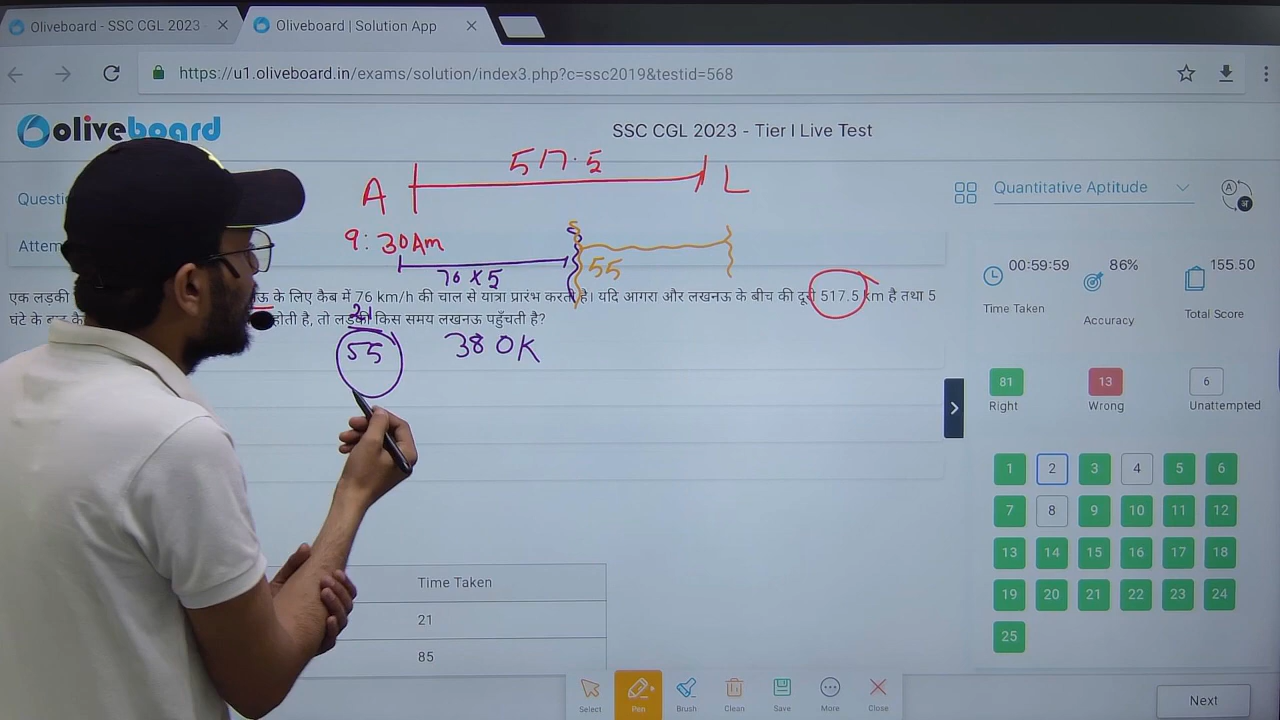 Oliveboard - SSC CGL 2023
Oliveboard | Solution App
https://u1.oliveboard.in/exams/solution/index3.php?c=ssc2019&testid=568
oliveboard
SSC CGL 2023 - Tier I Live Test
517.5
A
L
9:30Am
76x5
55
Quantitative Aptitude
एक लड़की के लिए कैब में 76 km/h की चाल से यात्रा प्रारंभ करती है। यदि आगरा और लखनऊ के बीच की दूरी 517.5 km है तथा 5
घंटे के होती है, तो लड़की किस समय लखनऊ पहुँचती है?
21
55
380K
00:59:59
Time Taken
86%
Accuracy
155.50
Total Score
81
Right
13
Wrong
6
Unattempted
1 2 3 4 5 6
7 8 9 10 11 12
13 14 15 16 17 18
19 20 21 22 23 24
25
Time Taken
21
85
Select
Pen
Brush
Clean
Save
More
Close
Next